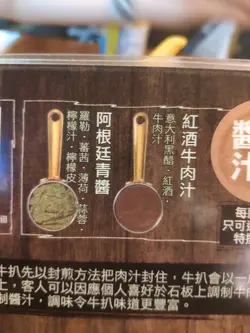 阿根廷青醬
羅勒、蕃茜、薄荷、蒜蓉、
檸檬汁、檸檬皮
紅酒牛肉汁
意大利黑醋、紅酒、
牛肉汁
醬
汁
每
只可
特
牛扒先以封煎方法把肉汁封住，牛扒會以一
上，客人可以因應個人喜好於石板上調制牛
制醬汁，調味令牛扒味道更豐富。